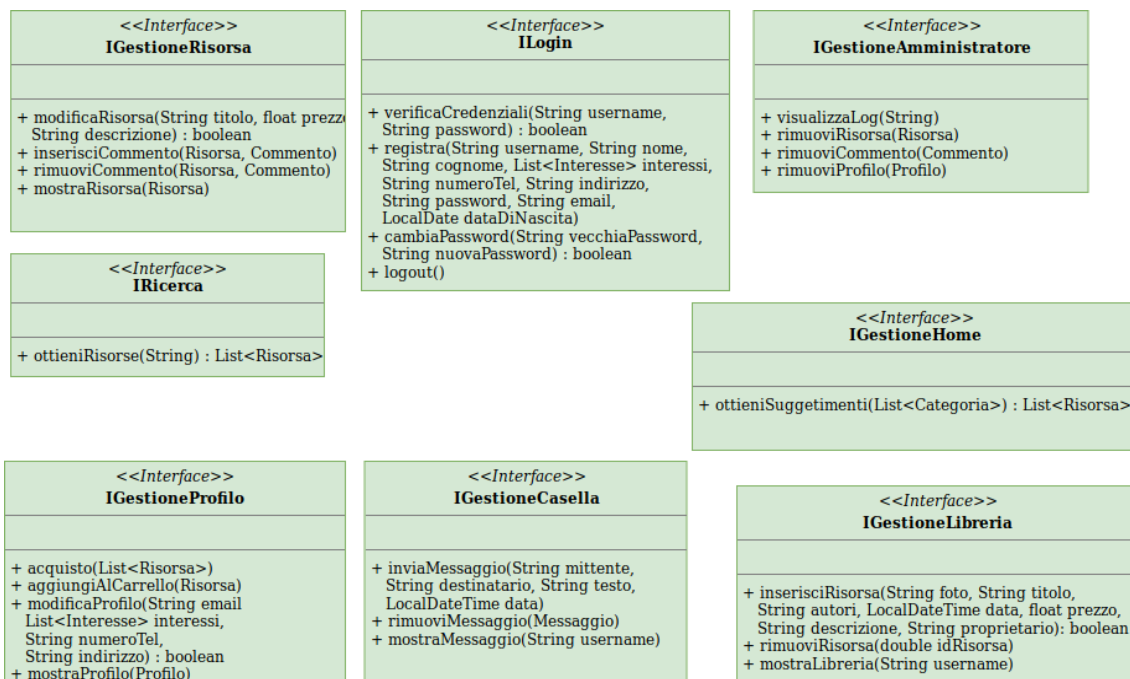 <<Interface>>
IGestioneRisorsa
+ modificaRisorsa(String titolo, float prezzo
String descrizione) : boolean
+ inserisciCommento(Risorsa, Commento)
+ rimuoviCommento(Risorsa, Commento)
+ mostraRisorsa(Risorsa)
<<Interface>>
ILogin
+ verificaCredenziali(String username,
String password) : boolean
+ registra(String username, String nome,
String cognome, List<Interesse> interessi,
String numeroTel, String indirizzo,
String password, String email,
LocalDate dataDiNascita)
+ cambiaPassword(String vecchiaPassword,
String nuovaPassword) : boolean
+ logout()
<<Interface>>
IGestioneAmministratore
+ visualizzaLog(String)
+ rimuoviRisorsa(Risorsa)
+ rimuoviCommento(Commento)
+ rimuoviProfilo(Profilo)
<<Interface>>
IRicerca
+ ottieniRisorse(String) : List<Risorsa>
<<Interface>>
IGestioneHome
+ ottieniSuggetimenti(List<Categoria>) : List<Risorsa>
<<Interface>>
IGestioneProfilo
+ acquisto(List<Risorsa>)
+ aggiungiAlCarrello(Risorsa)
+ modificaProfilo(String email
List<Interesse> interessi,
String numeroTel,
String indirizzo) : boolean
+ mostraProfilo(Profilo)
<<Interface>>
IGestioneCasella
+ inviaMessaggio(String mittente,
String destinatario, String testo,
LocalDateTime data)
+ rimuoviMessaggio(Messaggio)
+ mostraMessaggio(String username)
<<Interface>>
IGestioneLibreria
+ inserisciRisorsa(String foto, String titolo,
String autori, LocalDateTime data, float prezzo,
String descrizione, String proprietario): boolean
+ rimuoviRisorsa(double idRisorsa)
+ mostraLibreria(String username)